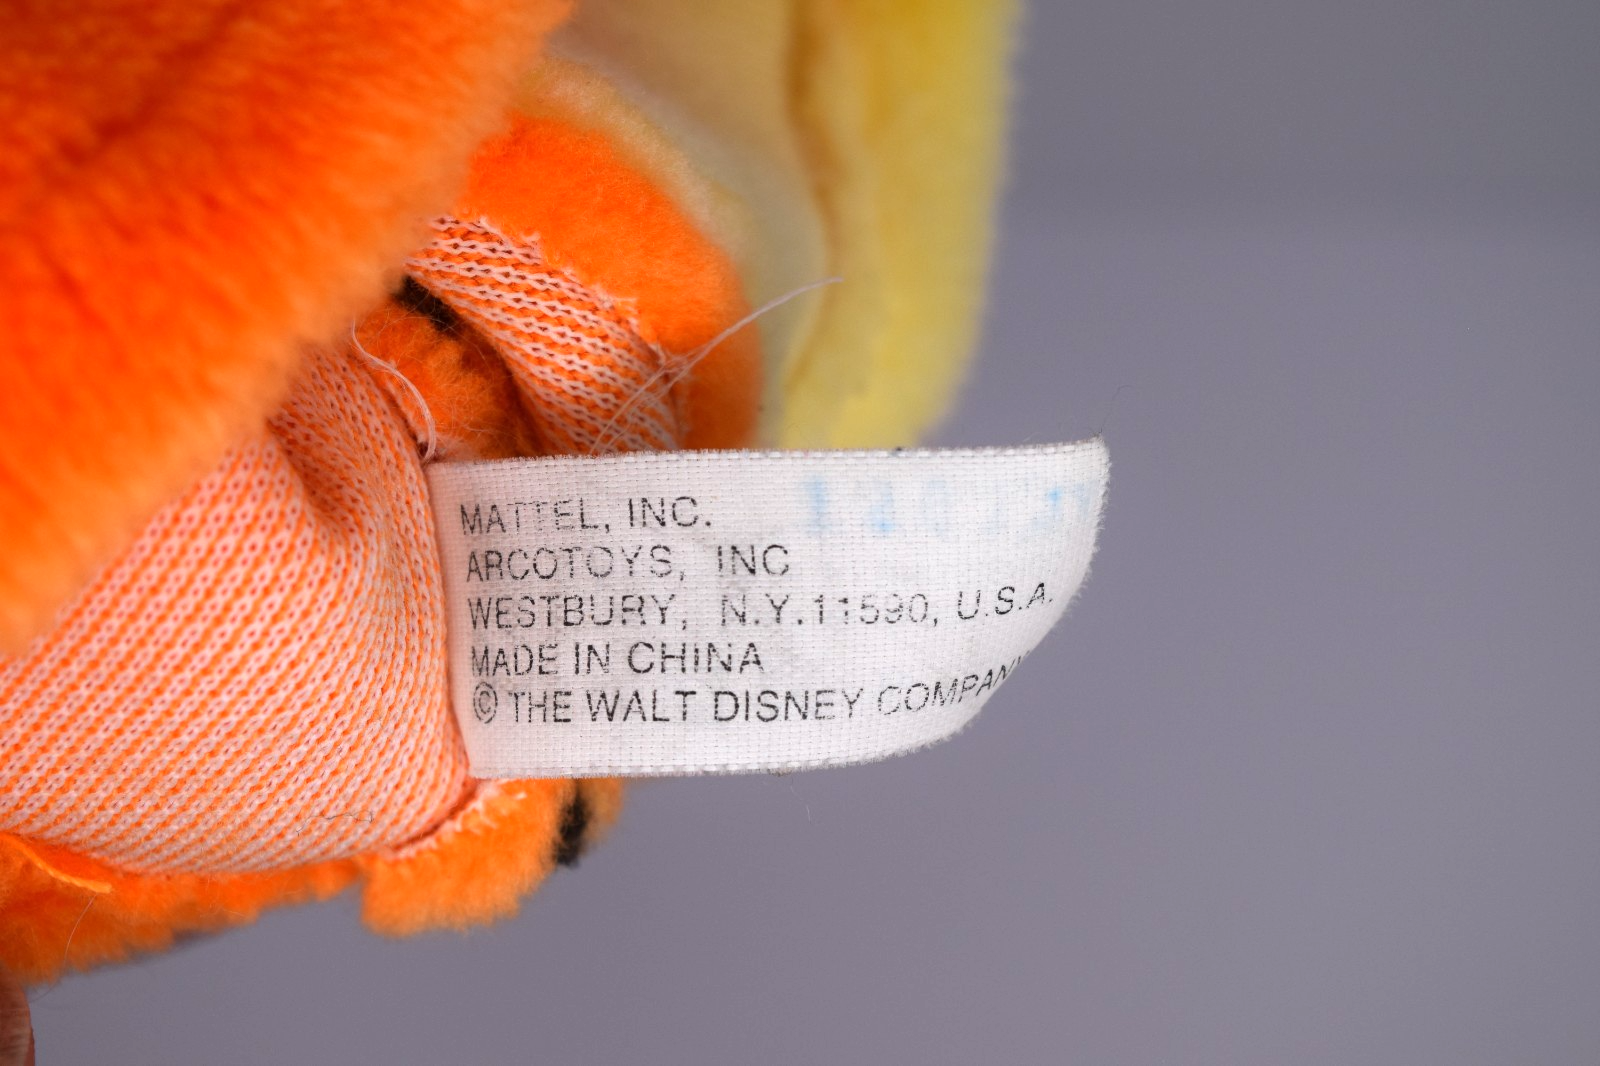 MATTEL, INC.
ARCOTOYS, INC
WESTBURY, N.Y.11590, U.S.A.
MADE IN CHINA
© THE WALT DISNEY COMPANY